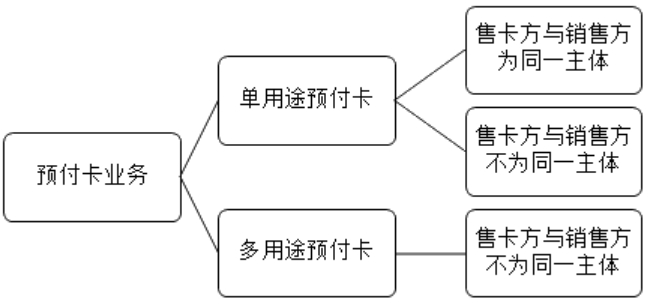 售卡方与销售方
为同一主体
单用途预付卡
售卡方与销售方
不为同一主体
预付卡业务
多用途预付卡
售卡方与销售方
不为同一主体